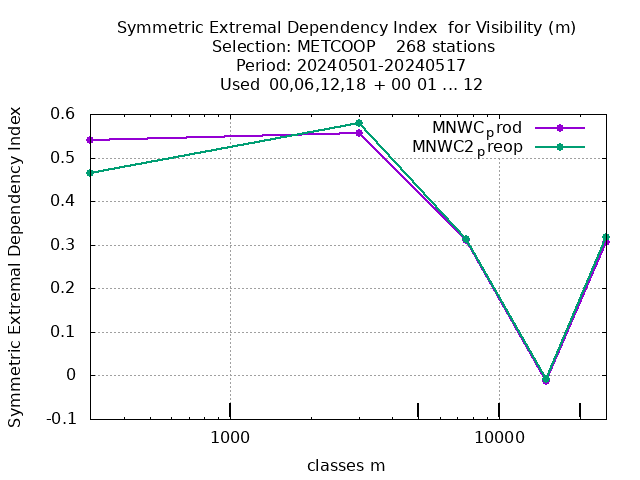 Symmetric Extremal Dependency Index  for Visibility (m)
Selection: METCOOP    268 stations
Period: 20240501-20240517
Used  00,06,12,18  + 00 01 ... 12
Symmetric Extremal Dependency Index
0.6
0.5
0.4
0.3
0.2
0.1
0
-0.1
MNWCprod
MNWC2preop
1000 10000
classes m